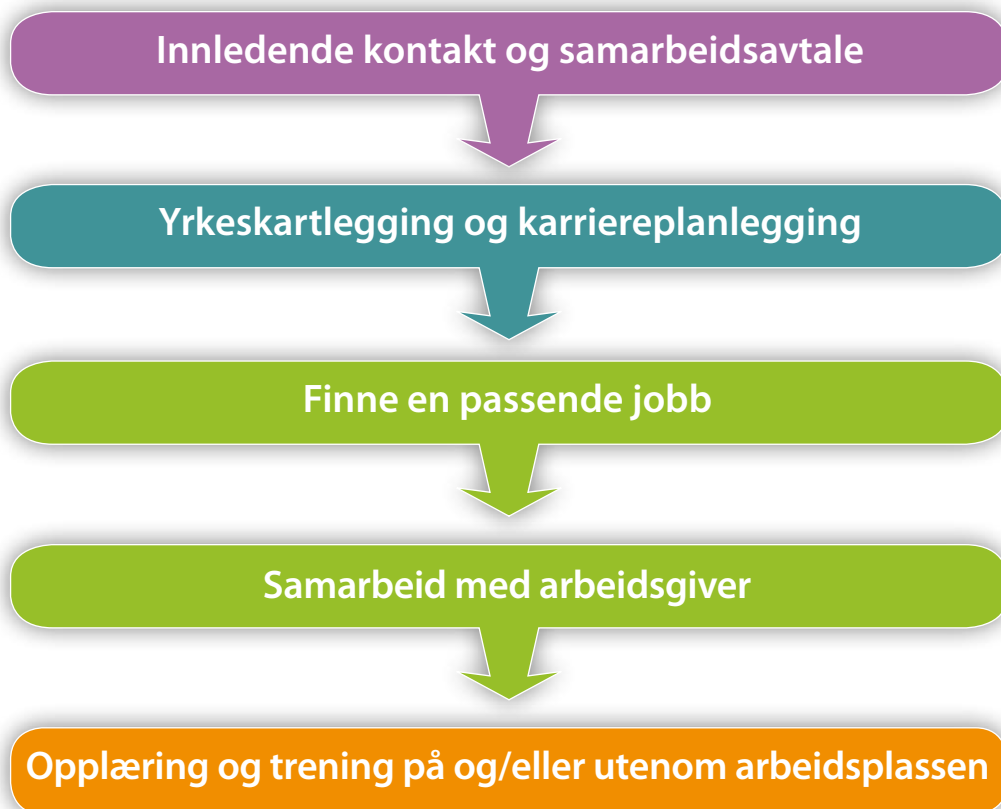 Innledende kontakt og samarbeidsavtale
Yrkeskartlegging og karriereplanlegging
Finne en passende jobb
Samarbeid med arbeidsgiver
Opplæring og trening på og/eller utenom arbeidsplassen